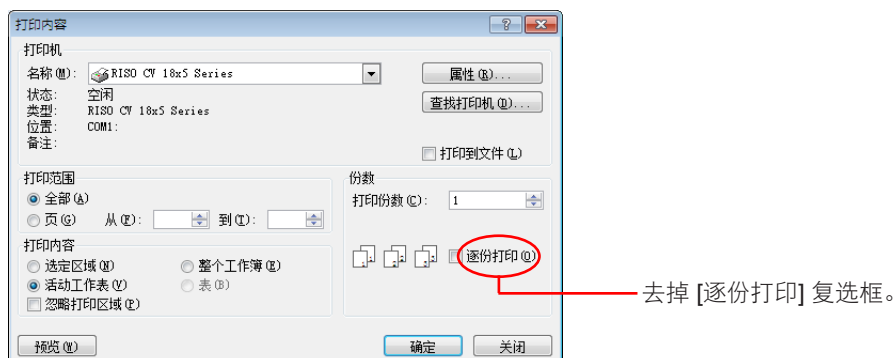 打印内容
打印机
名称(M): RISO CV 18x5 Series 属性(R)...
状态: 空闲
类型: RISO CV 18x5 Series 查找打印机(D)...
位置: COM1:
备注:
打印到文件(L)
打印范围 份数
全部(A) 打印份数(C): 1
页(G) 从(F): 到(T):
打印内容
选定区域(N) 整个工作簿(E) 逐份打印(O)
活动工作表(V) 表(B)
忽略打印区域(P)
去掉 [逐份打印] 复选框。
预览(W) 确定 关闭